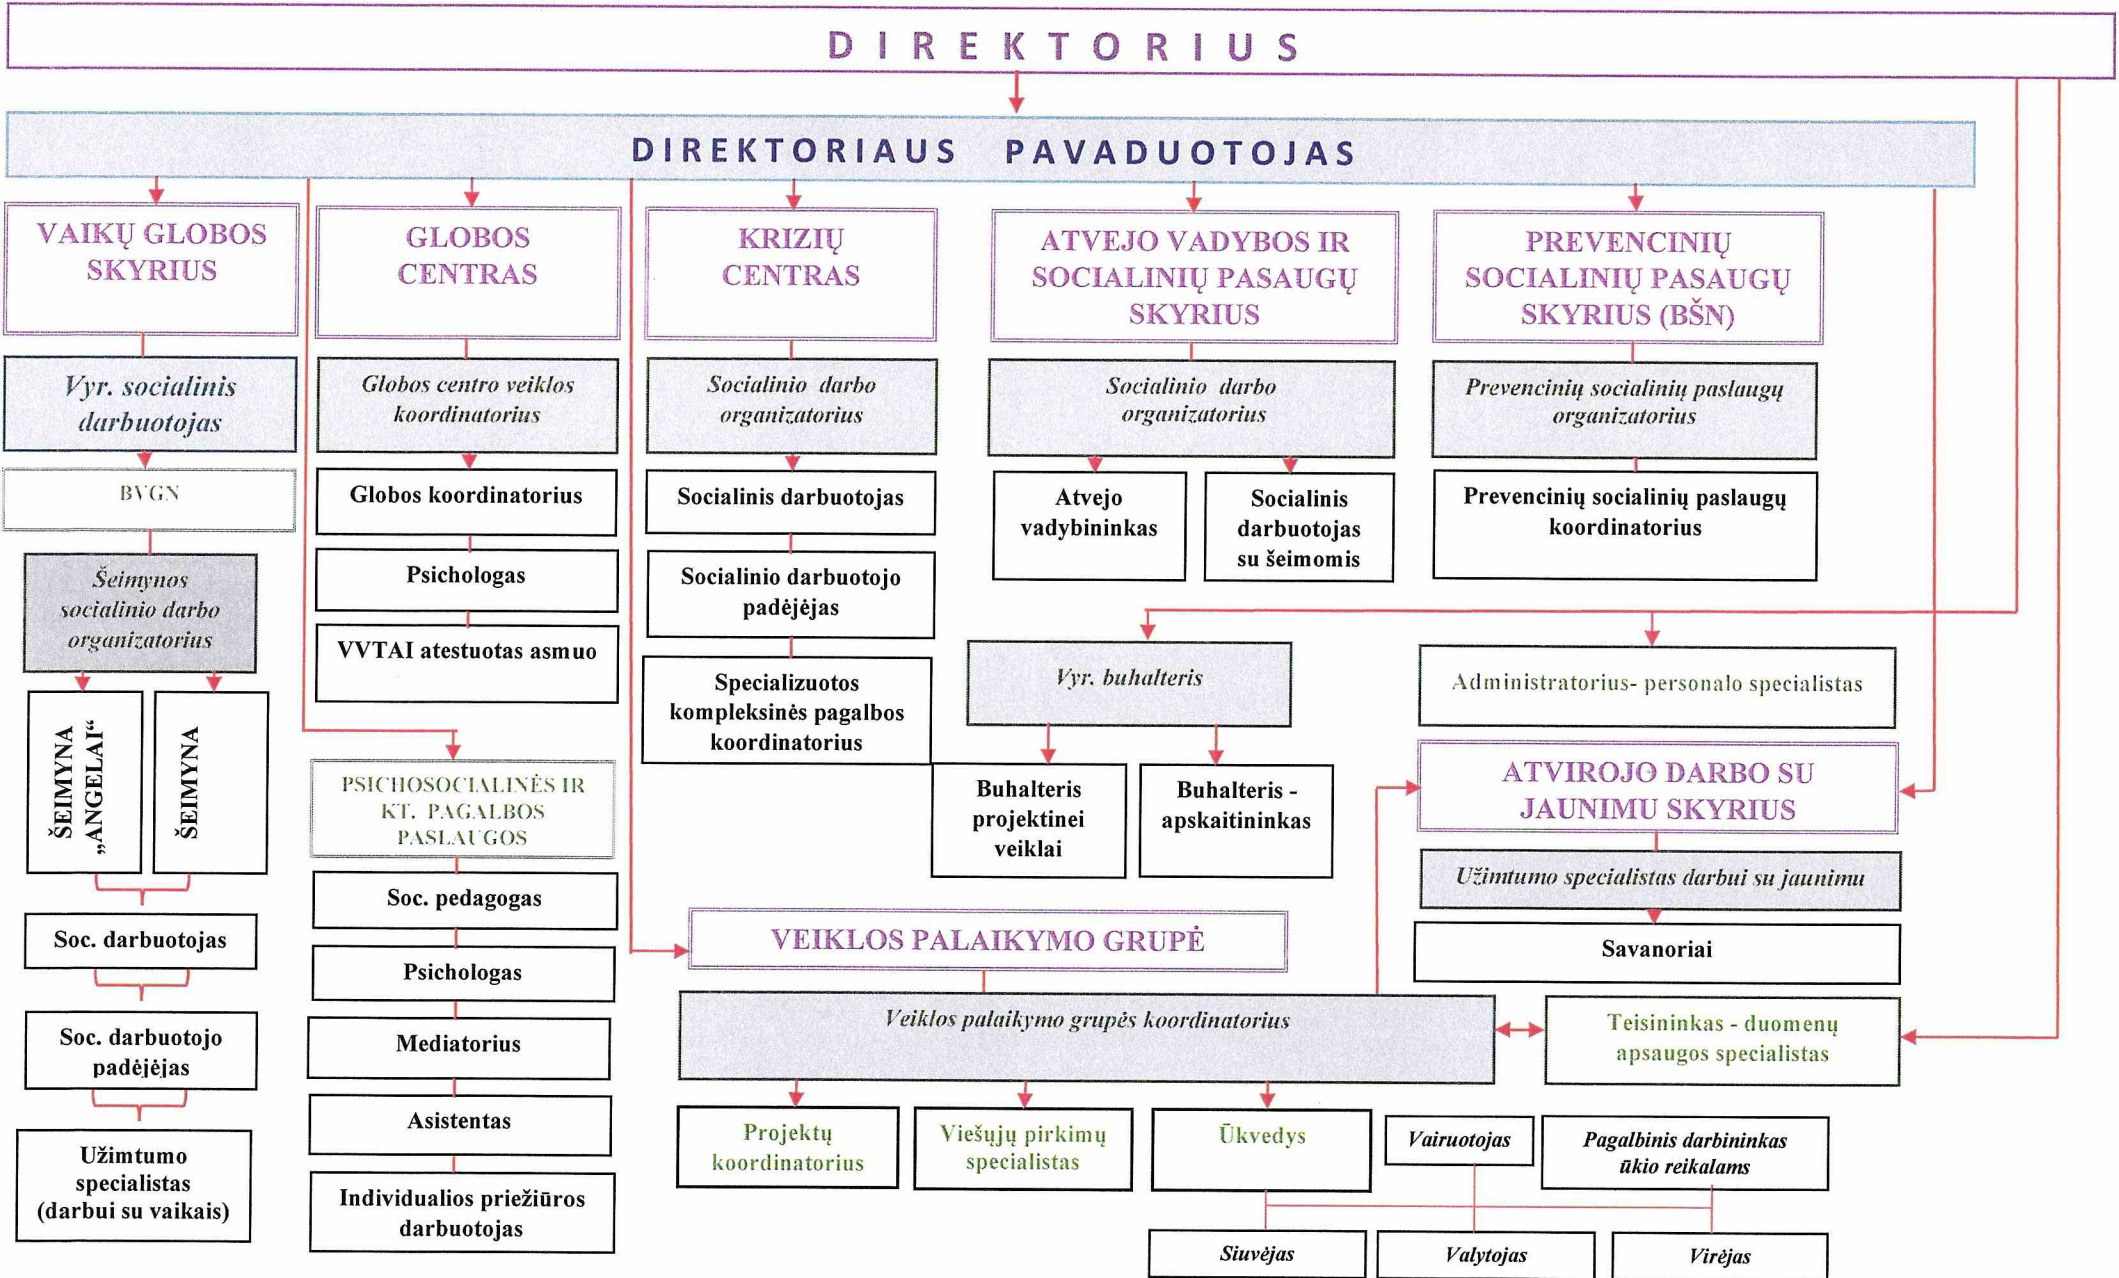 DIREKTORIUS
DIREKTORIAUS PAVADUOTOJAS
VAIKŲ GLOBOS
SKYRIUS
Vyr. socialinis
darbuotojas
BVGN
Šeimynos
socialinio darbo
organizatorius
ŠEIMYNA
„ANGELAI“
ŠEIMYNA
Soc. darbuotojas
Soc. darbuotojo
padėjėjas
Užimtumo
specialistas
(darbui su vaikais)
GLOBOS
CENTRAS
Globos centro veiklos
koordinatorius
Globos koordinatorius
Psichologas
VVTAI atestuotas asmuo
PSICHOSOCIALINĖS IR
KT. PAGALBOS
PASLAUGOS
Soc. pedagogas
Psichologas
Mediatorius
Asistentas
Individualios priežiūros
darbuotojas
KRIZIŲ
CENTRAS
Socialinio darbo
organizatorius
Socialinis darbuotojas
Socialinio darbuotojo
padėjėjas
Specializuotos
kompleksinės pagalbos
koordinatorius
ATVEJO VADYBOS IR
SOCIALINIŲ PASAUGŲ
SKYRIUS
Socialinio darbo
organizatorius
Atvejo
vadybininkas
Socialinis
darbuotojas
su šeimomis
PREVENCINIŲ
SOCIALINIŲ PASAUGŲ
SKYRIUS (BŠN)
Prevencinių socialinių paslaugų
organizatorius
Prevencinių socialinių paslaugų
koordinatorius
Vyr. buhalteris
Buhalteris
projektinei
veiklai
Buhalteris -
apskaitininkas
Administratorius- personalo specialistas
ATVIROJO DARBO SU
JAUNIMU SKYRIUS
Užimtumo specialistas darbui su jaunimu
Savanoriai
VEIKLOS PALAIKYMO GRUPĖ
Veiklos palaikymo grupės koordinatorius
Teisininkas - duomenų
apsaugos specialistas
Projektų
koordinatorius
Viešųjų pirkimų
specialistas
Ūkvedys
Vairuotojas
Pagalbinis darbininkas
ūkio reikalams
Siuvėjas
Valytojas
Virėjas